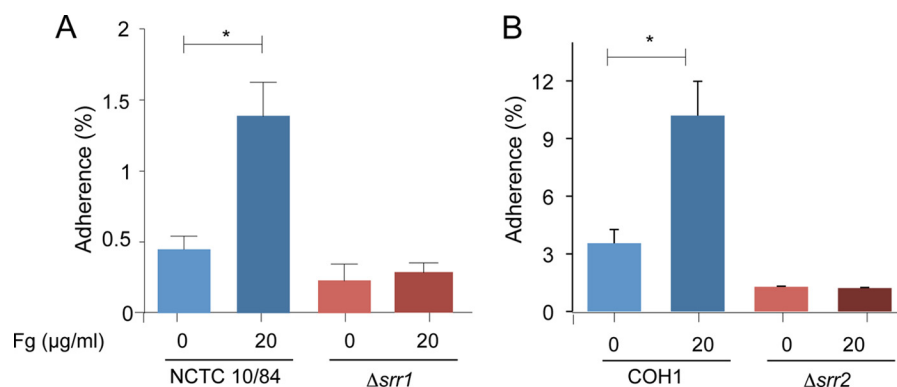 A
B
*
*
2
1.5
1
0.5
0
Adherence (%)
12
9
6
3
0
Adherence (%)
Fg (µg/ml) 0 20 0 20
NCTC 10/84 Δsrr1
0 20 0 20
COH1 Δsrr2